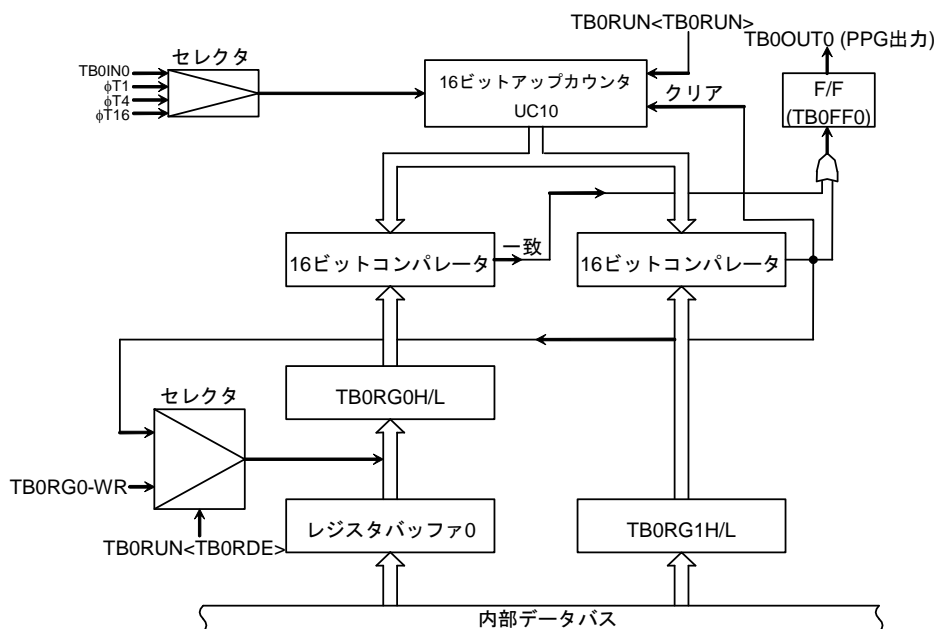 TB0RUN<TB0RUN>
TB0OUT0 (PPG出力)
セレクタ
TB0IN0
φT1
φT4
φT16
16ビットアップカウンタ
UC10
クリア
F/F
(TB0FF0)
一致
16ビットコンパレータ
16ビットコンパレータ
セレクタ
TB0RG0H/L
TB0RG0-WR
レジスタバッファ0
TB0RG1H/L
TB0RUN<TB0RDE>
内部データバス